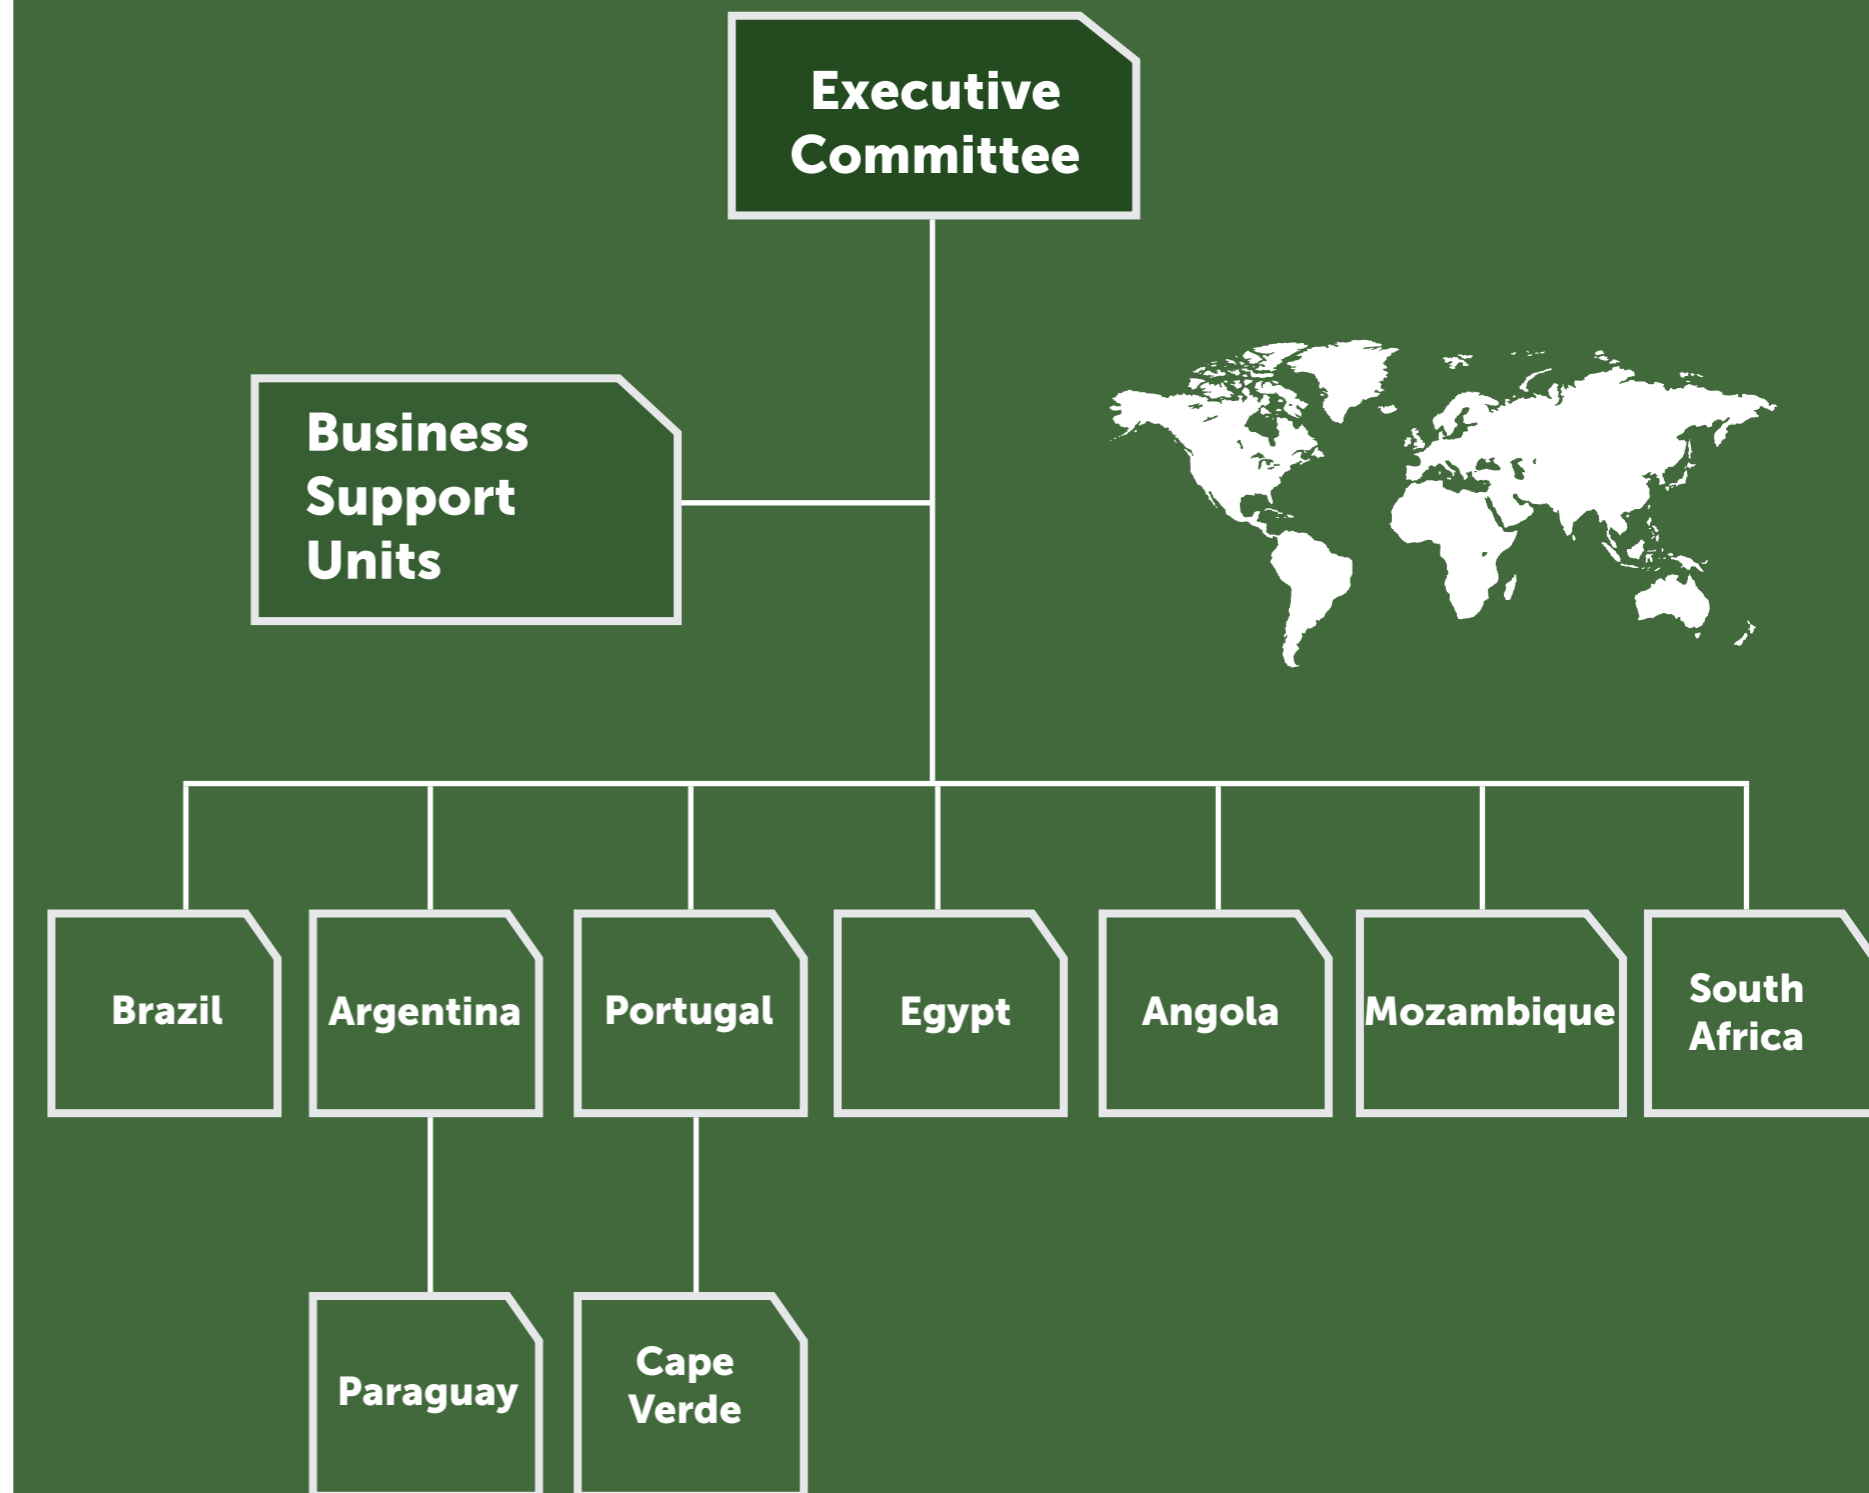 Executive
Committee
Business
Support
Units
Brazil
Argentina
Portugal
Egypt
Angola
Mozambique
South
Africa
Paraguay
Cape
Verde